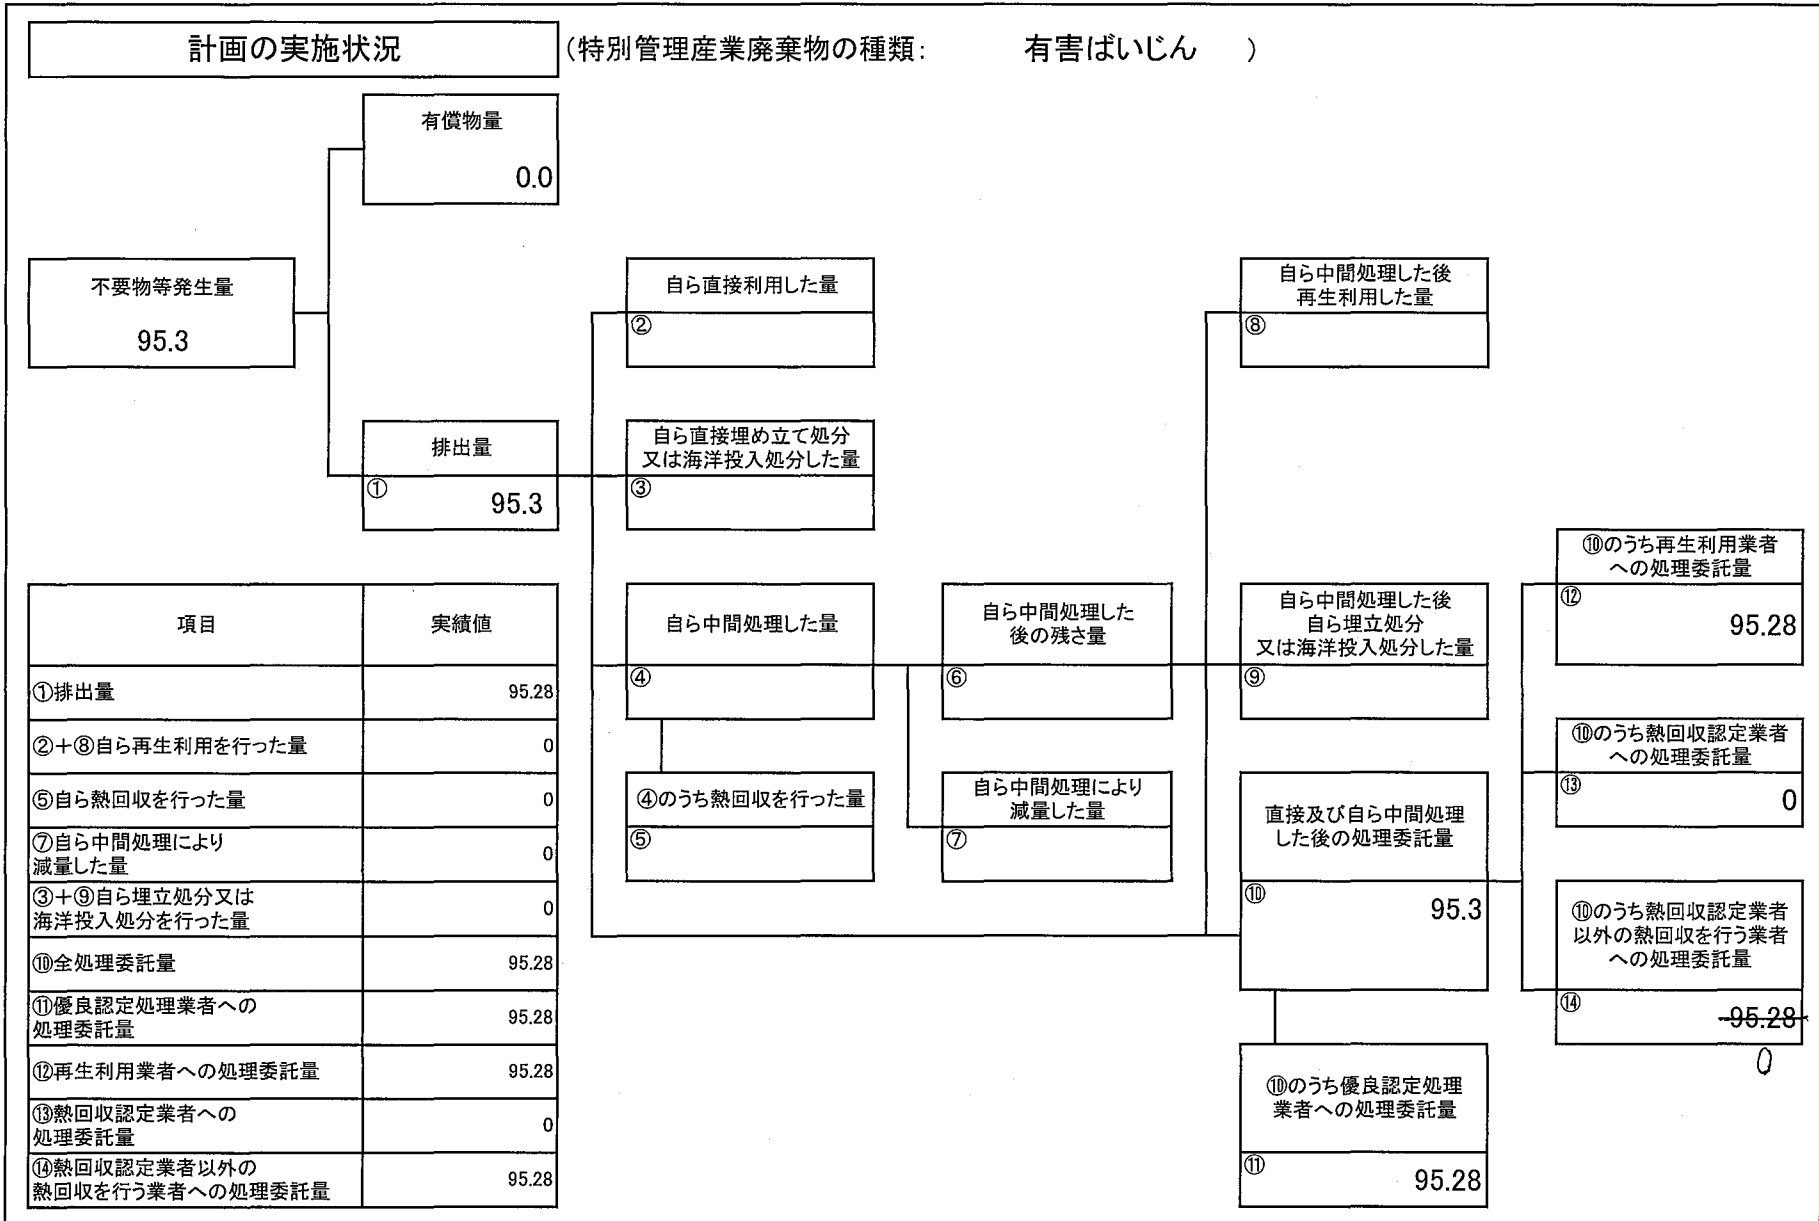 計画の実施状況
(特別管理産業廃棄物の種類: 有害ばいじん )
有償物量
0.0
不要物等発生量
95.3
排出量
① 95.3
自ら直接利用した量
②
自ら直接埋め立て処分
又は海洋投入処分した量
③
自ら中間処理した量
④
④のうち熱回収を行った量
⑤
自ら中間処理した
後の残さ量
⑥
自ら中間処理により
減量した量
⑦
自ら中間処理した後
再生利用した量
⑧
自ら中間処理した後
自ら埋立処分
又は海洋投入処分した量
⑨
直接及び自ら中間処理
した後の処理委託量
⑩ 95.3
⑩のうち優良認定処理
業者への処理委託量
⑪ 95.28
⑩のうち再生利用業者
への処理委託量
⑫ 95.28
⑩のうち熱回収認定業者
への処理委託量
⑬ 0
⑩のうち熱回収認定業者
以外の熱回収を行う業者
への処理委託量
⑭ 95.28
0
項目 実績値
①排出量 95.28
②+⑧自ら再生利用を行った量 0
⑤自ら熱回収を行った量 0
⑦自ら中間処理により
減量した量 0
③+⑨自ら埋立処分又は
海洋投入処分を行った量 0
⑩全処理委託量 95.28
⑪優良認定処理業者への
処理委託量 95.28
⑫再生利用業者への処理委託量 95.28
⑬熱回収認定業者への
処理委託量 0
⑭熱回収認定業者以外の
熱回収を行う業者への処理委託量 95.28